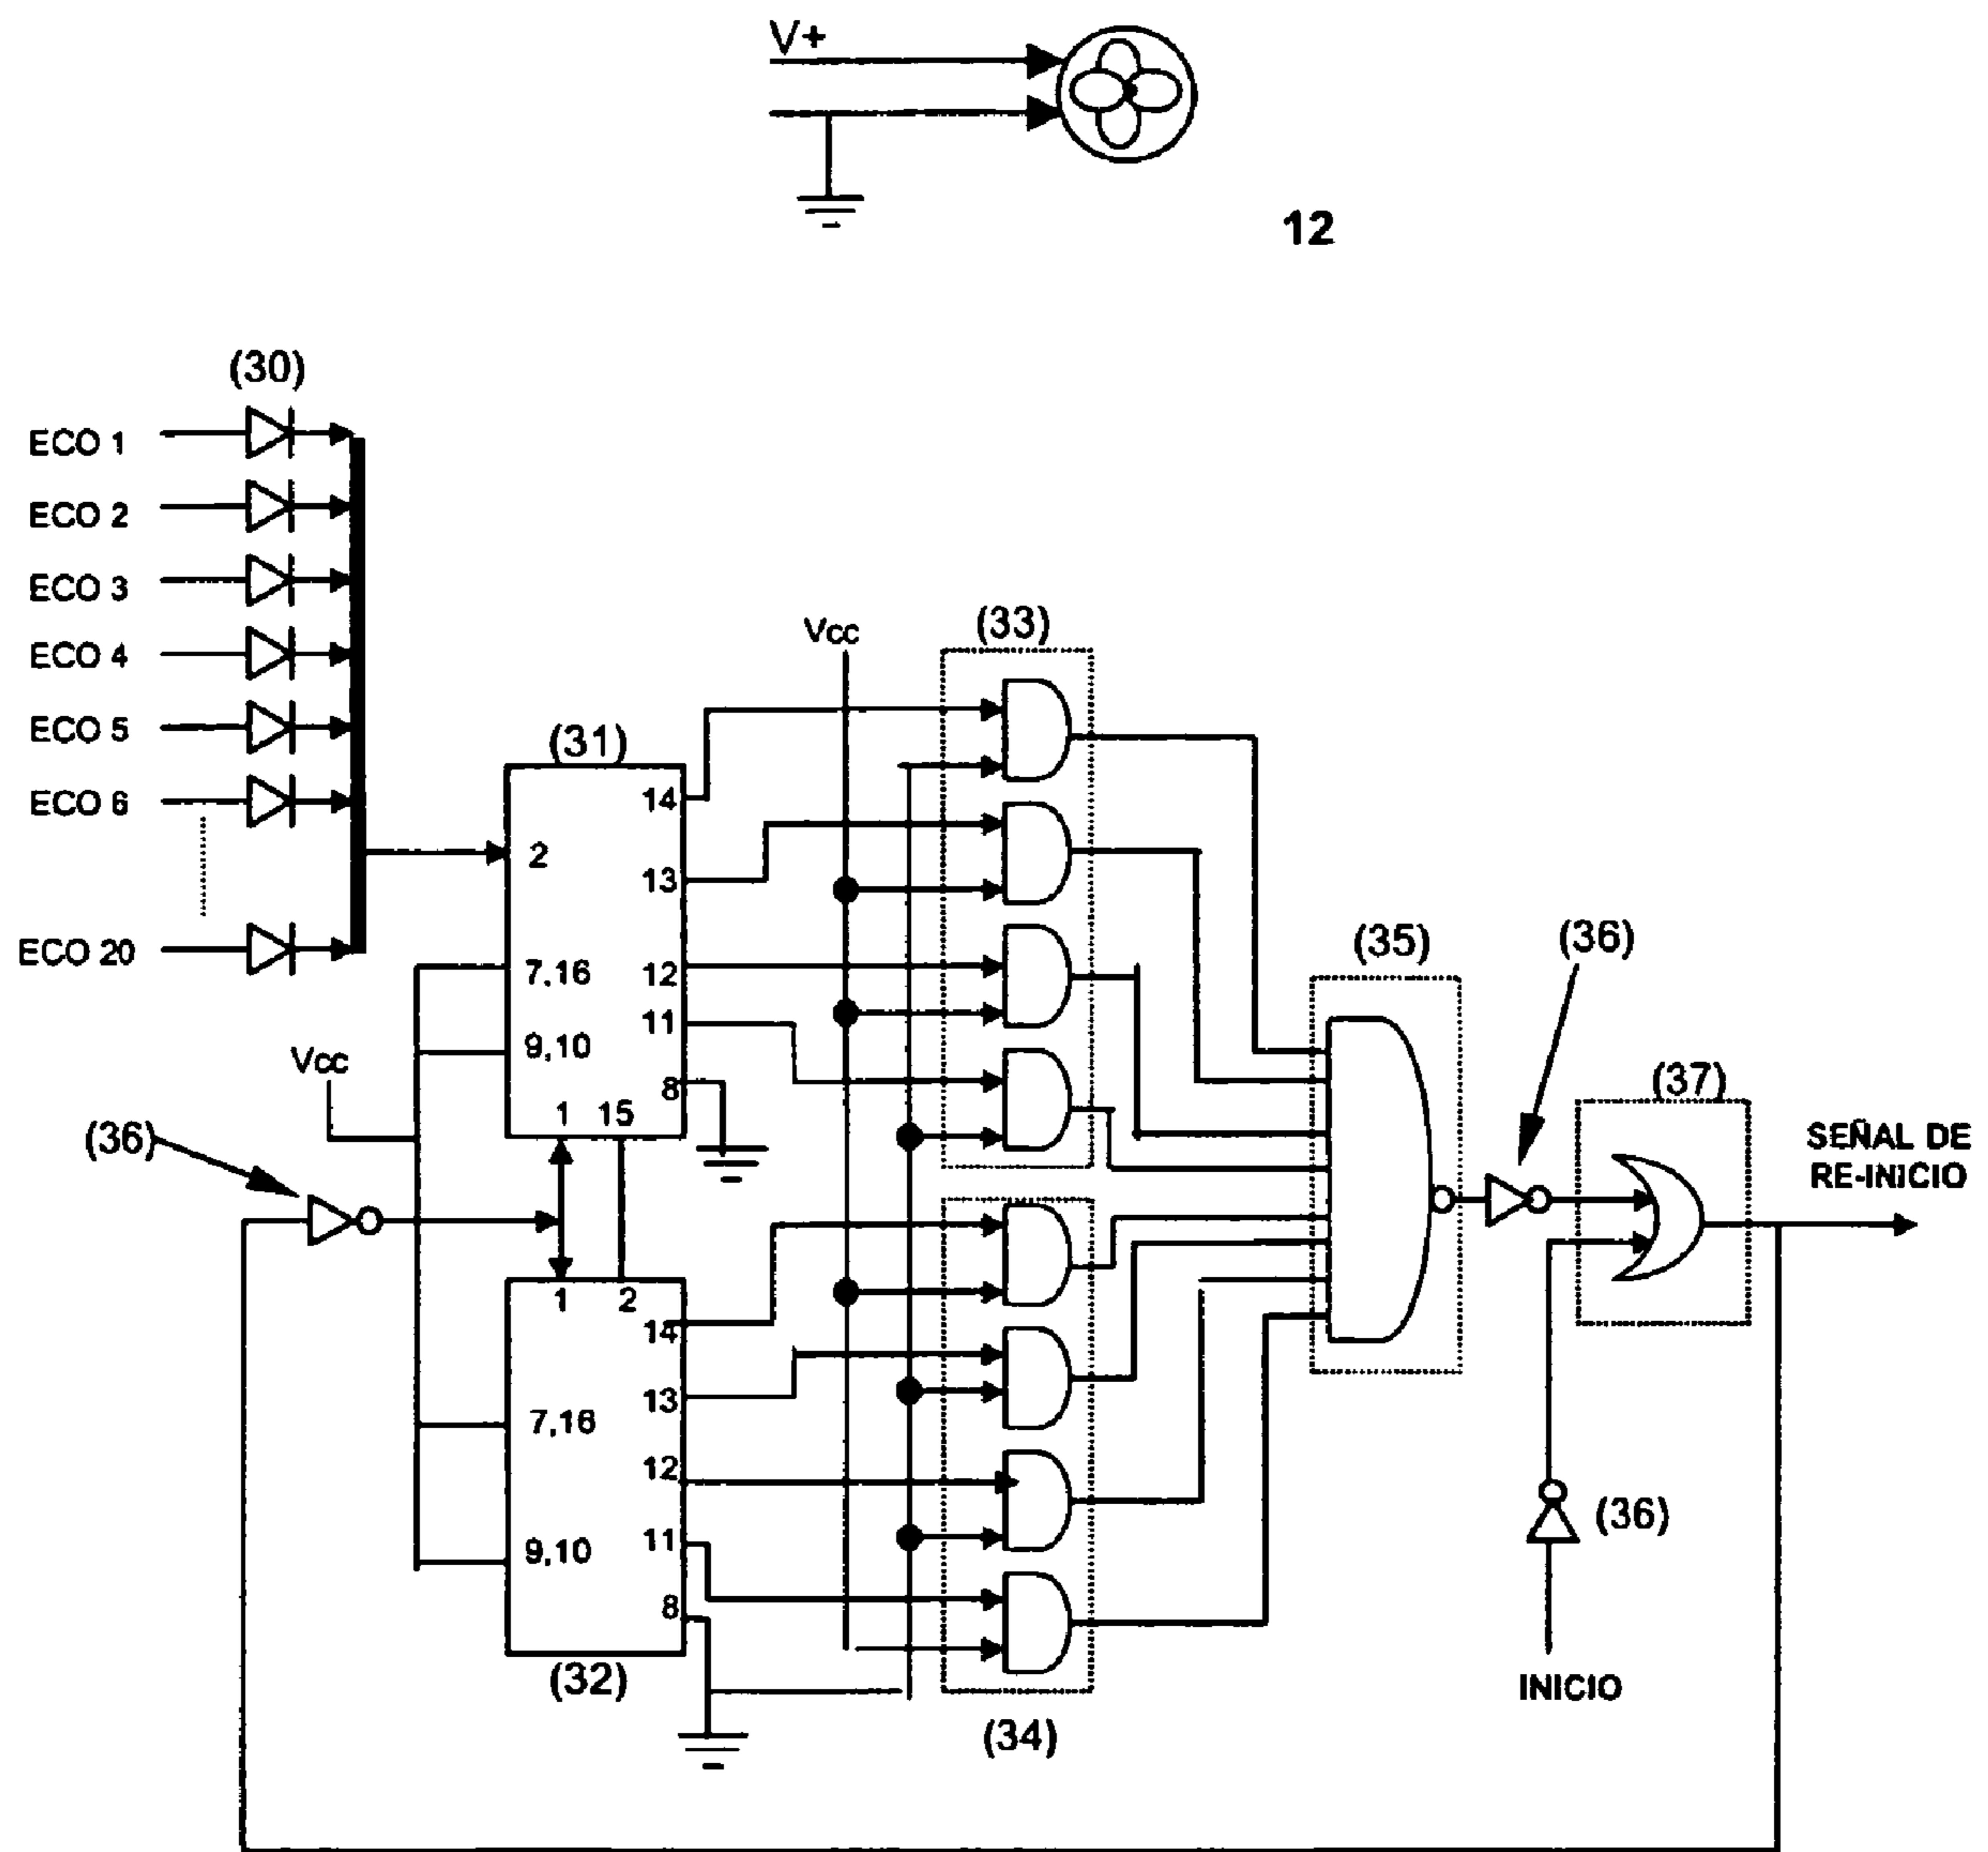 V+
12
(30)
ECO 1
ECO 2
ECO 3
ECO 4
ECO 5
ECO 6
ECO 20
(31)
14
2
13
7,16
12
11
9,10
8
1 15
Vcc
(36)
Vcc
(33)
(35)
(36)
(37)
SEÑAL DE
RE-INICIO
1 2
14
13
7,16
12
11
9,10
8
(32)
(34)
(36)
INICIO